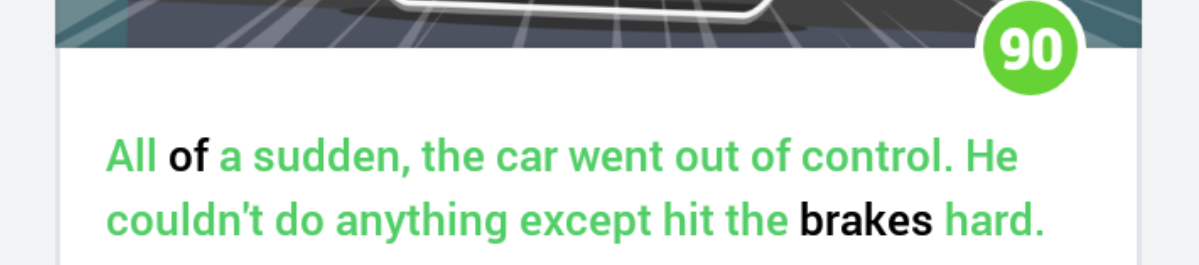 90
All of a sudden, the car went out of control. He
couldn't do anything except hit the brakes hard.